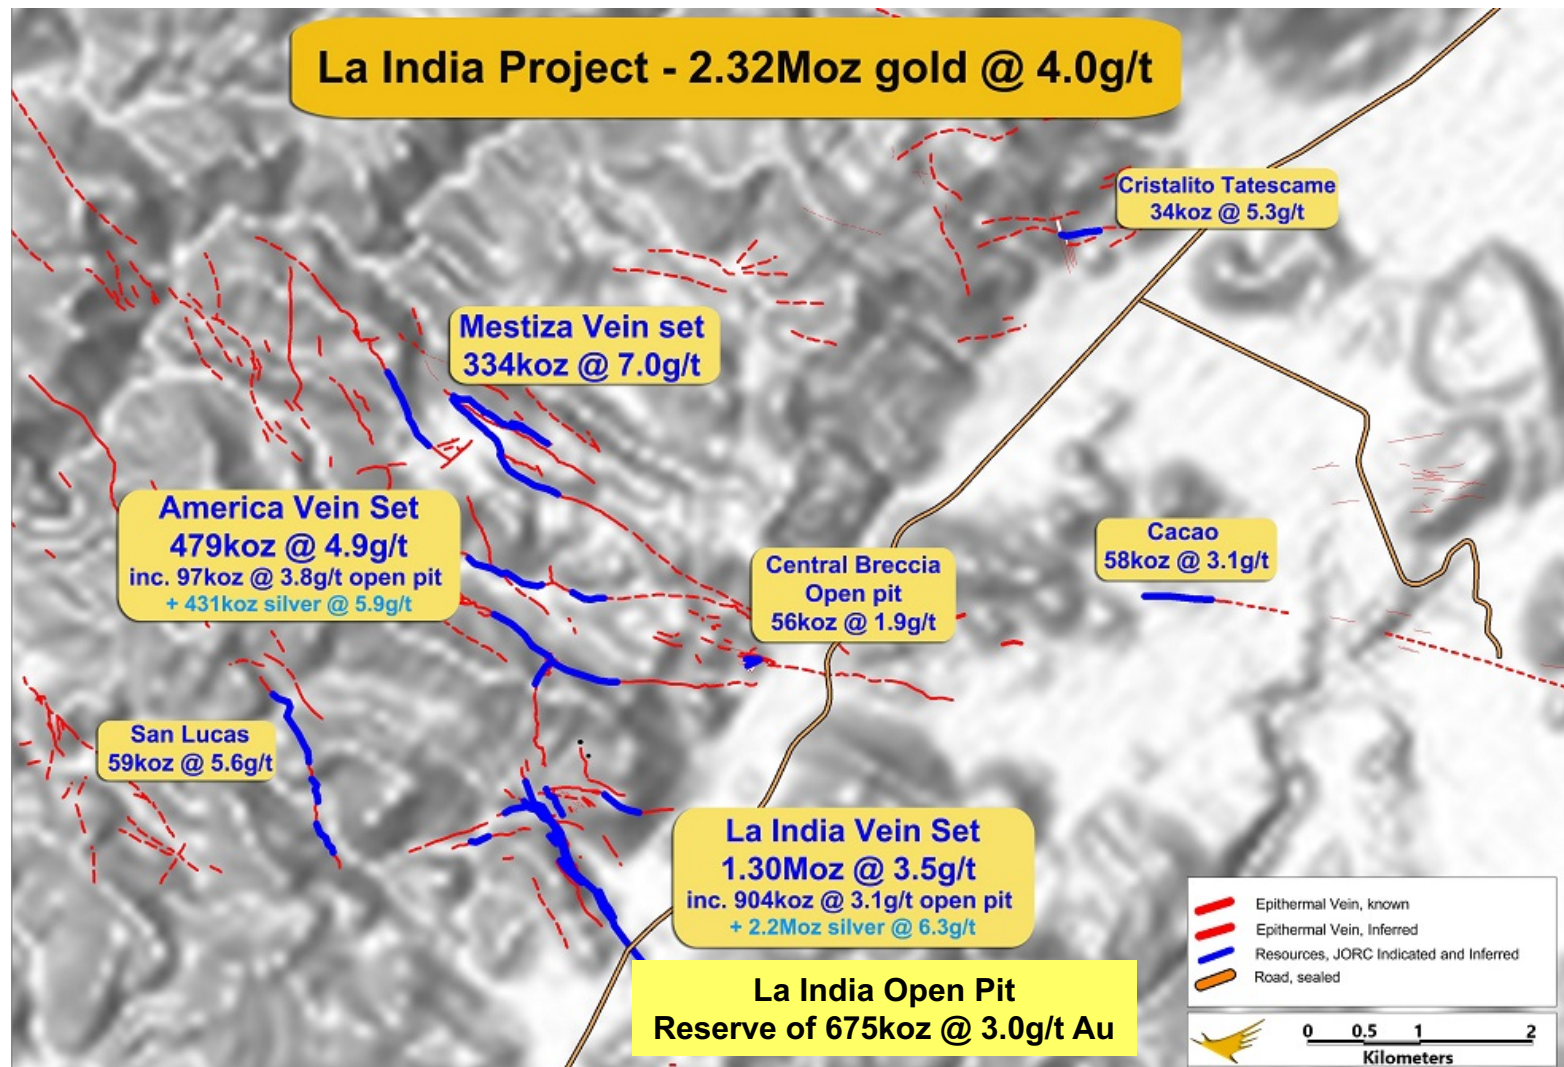 La India Project - 2.32Moz gold @ 4.0g/t
Cristalito Tatescame
34koz @ 5.3g/t
Mestiza Vein set
334koz @ 7.0g/t
America Vein Set
479koz @ 4.9g/t
inc. 97koz @ 3.8g/t open pit
+ 431koz silver @ 5.9g/t
Central Breccia
Open pit
56koz @ 1.9g/t
Cacao
58koz @ 3.1g/t
San Lucas
59koz @ 5.6g/t
La India Vein Set
1.30Moz @ 3.5g/t
inc. 904koz @ 3.1g/t open pit
+ 2.2Moz silver @ 6.3g/t
La India Open Pit
Reserve of 675koz @ 3.0g/t Au
Epithermal Vein, known
Epithermal Vein, Inferred
Resources, JORC Indicated and Inferred
Road, sealed
0 0.5 1 2
Kilometers